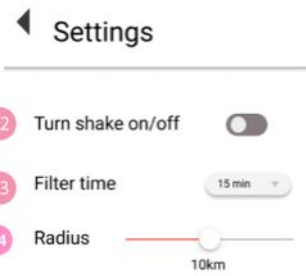 Settings
2 Turn shake on/off
3 Filter time 15 min
4 Radius
10km